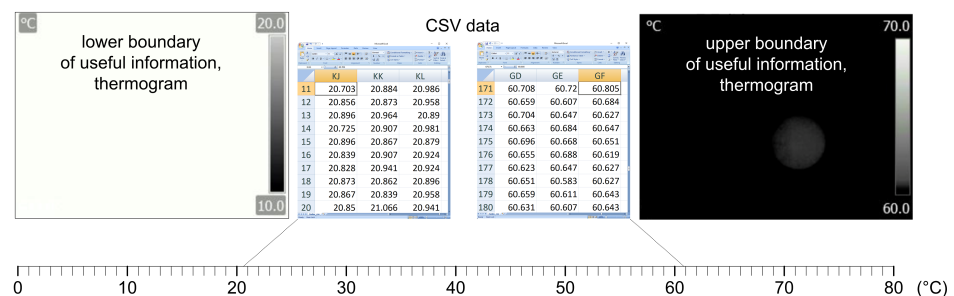 °C
20.0
lower boundary
of useful information,
thermogram
10.0
CSV data
KJ KK KL
11 20.703 20.884 20.986
12 20.856 20.873 20.958
13 20.896 20.964 20.89
14 20.725 20.907 20.981
15 20.896 20.867 20.879
16 20.839 20.907 20.924
17 20.828 20.941 20.924
18 20.873 20.862 20.896
19 20.867 20.839 20.958
20 20.85 21.066 20.941
GD GE GF
171 60.708 60.72 60.805
172 60.659 60.607 60.684
173 60.704 60.647 60.627
174 60.663 60.684 60.647
175 60.696 60.668 60.651
176 60.655 60.688 60.619
177 60.623 60.647 60.627
178 60.651 60.583 60.627
179 60.659 60.611 60.643
180 60.631 60.607 60.643
°C
70.0
upper boundary
of useful information,
thermogram
60.0
0 10 20 30 40 50 60 70 80 (°C)